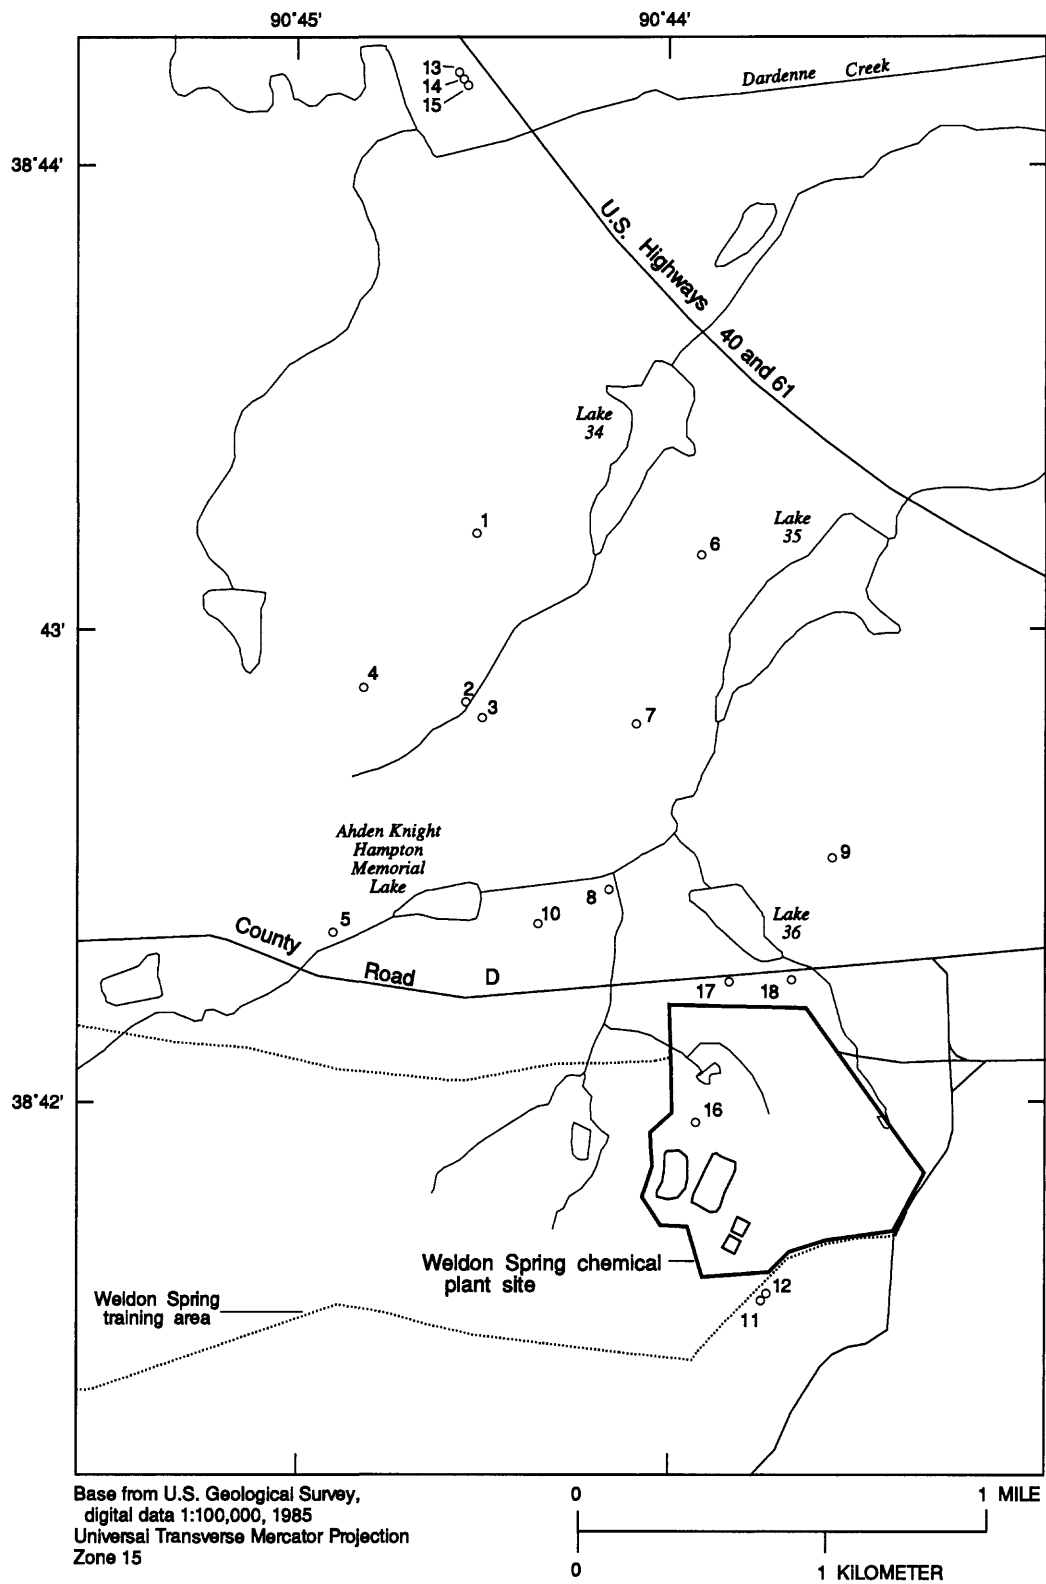 90°45'
90°44'
13
14
15
Dardenne Creek
38°44'
U.S. Highways 40 and 61
Lake
34
1
Lake
35
6
43'
4
2
3
7
Ahden Knight
Hampton
Memorial
Lake
9
8
10
5
Lake
36
County Road D
17
18
38°42'
16
Weldon Spring chemical
plant site
12
11
Weldon Spring
training area
Base from U.S. Geological Survey,
digital data 1:100,000, 1985
Universal Transverse Mercator Projection
Zone 15
0
1 MILE
0
1 KILOMETER